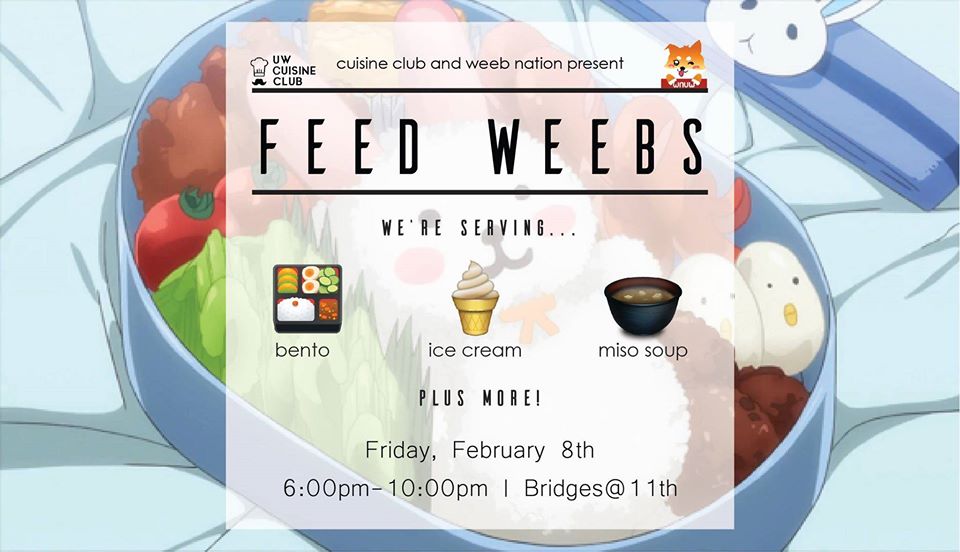 UW
CUISINE
CLUB
cuisine club and weeb nation present
WNUW
FEED WEEBS
WE'RE SERVING...
bento
ice cream
miso soup
PLUS MORE!
Friday, February 8th
6:00pm-10:00pm | Bridges@11th